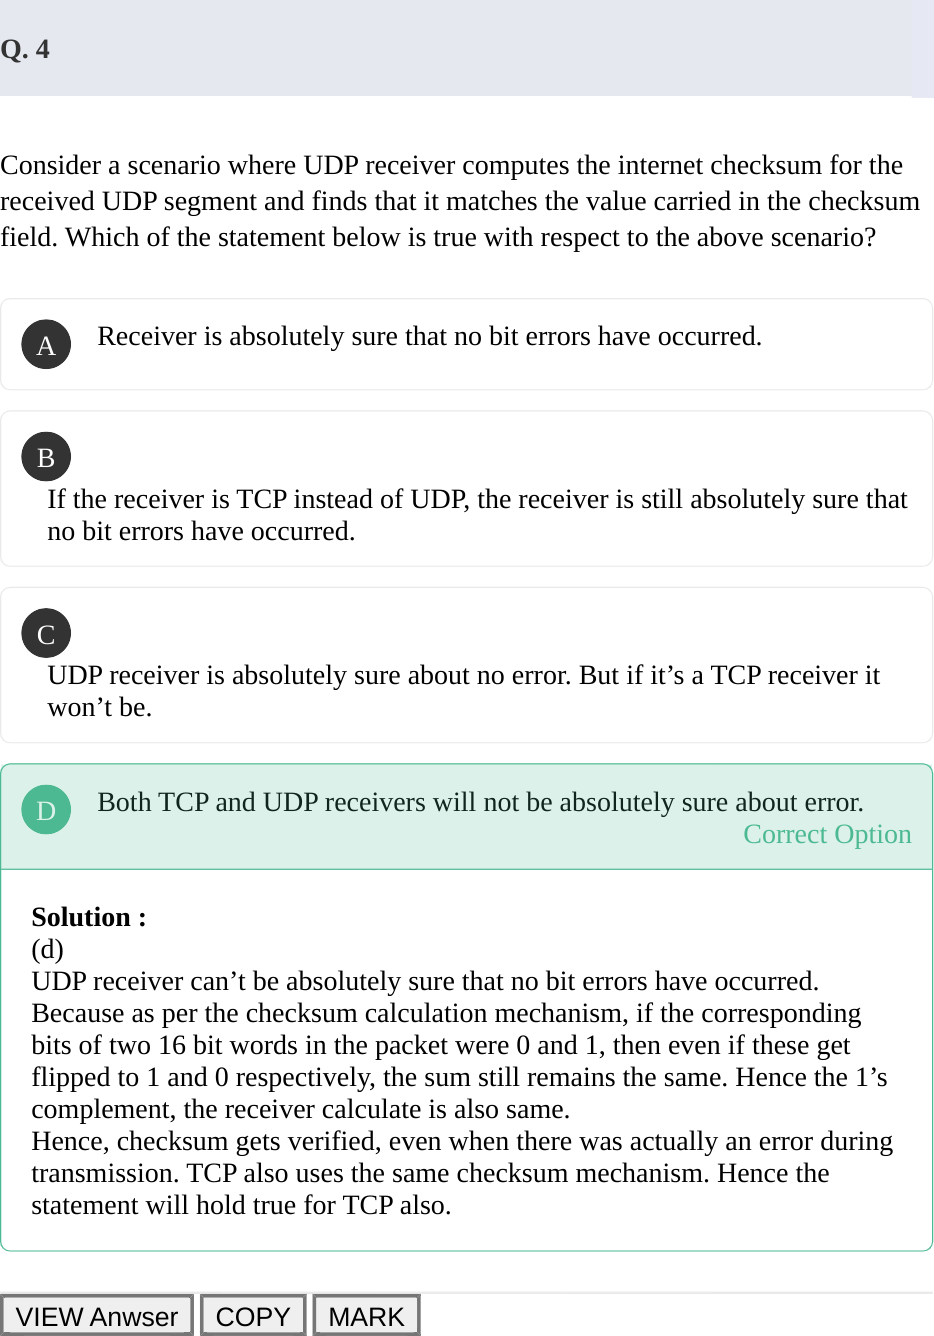 Q. 4
Consider a scenario where UDP receiver computes the internet checksum for the
received UDP segment and finds that it matches the value carried in the checksum
field. Which of the statement below is true with respect to the above scenario?
A Receiver is absolutely sure that no bit errors have occurred.
B
If the receiver is TCP instead of UDP, the receiver is still absolutely sure that
no bit errors have occurred.
C
UDP receiver is absolutely sure about no error. But if it’s a TCP receiver it
won’t be.
D Both TCP and UDP receivers will not be absolutely sure about error.
Correct Option
Solution :
(d)
UDP receiver can’t be absolutely sure that no bit errors have occurred.
Because as per the checksum calculation mechanism, if the corresponding
bits of two 16 bit words in the packet were 0 and 1, then even if these get
flipped to 1 and 0 respectively, the sum still remains the same. Hence the 1’s
complement, the receiver calculate is also same.
Hence, checksum gets verified, even when there was actually an error during
transmission. TCP also uses the same checksum mechanism. Hence the
statement will hold true for TCP also.
VIEW Anwser COPY MARK